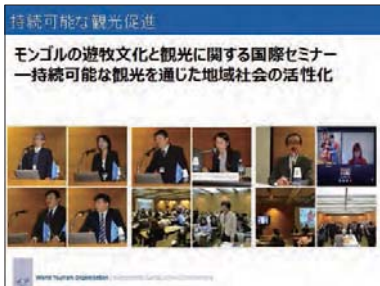 持続可能な観光促進
モンゴルの遊牧文化と観光に関する国際セミナー
―持続可能な観光を通じた地域社会の活性化
World Tourism Organization